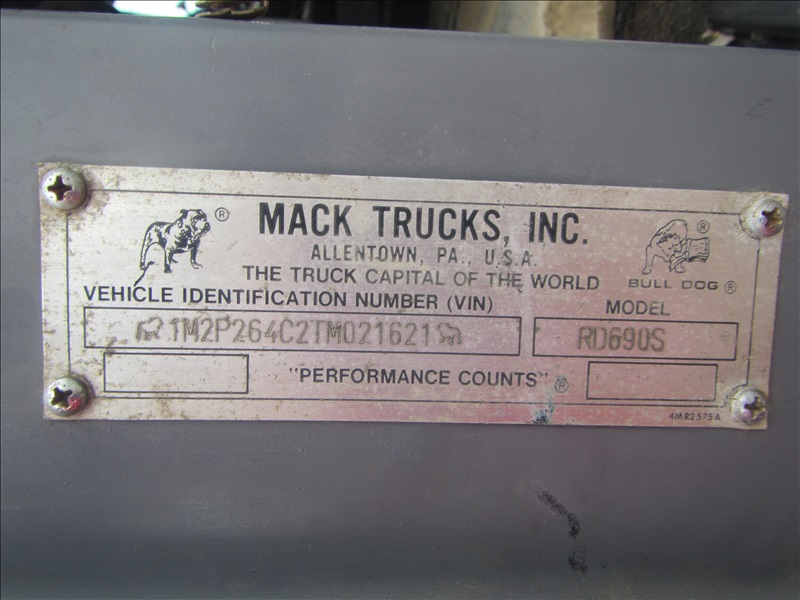 ® MACK TRUCKS, INC. ®
ALLENTOWN, PA., U.S.A.
THE TRUCK CAPITAL OF THE WORLD BULL DOG ®
VEHICLE IDENTIFICATION NUMBER (VIN) MODEL
1M2P264C2TM021621 RD690S
"PERFORMANCE COUNTS" ®
4MR2575A